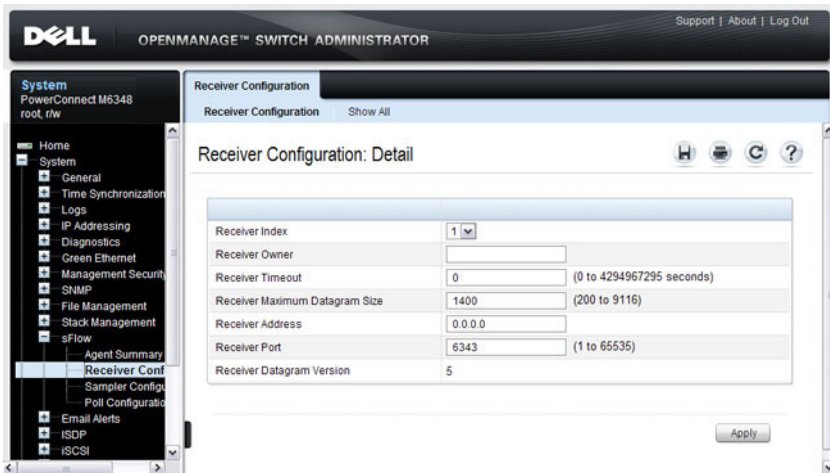 Support | About | Log Out
DELL OPENMANAGE™ SWITCH ADMINISTRATOR
System
PowerConnect M6348
root, r/w
Home
System
General
Time Synchronization
Logs
IP Addressing
Diagnostics
Green Ethernet
Management Security
SNMP
File Management
Stack Management
sFlow
Agent Summary
Receiver Conf
Sampler Configu
Poll Configuratio
Email Alerts
ISDP
iSCSI
Receiver Configuration
Receiver Configuration Show All
Receiver Configuration: Detail
Receiver Index 1
Receiver Owner
Receiver Timeout 0 (0 to 4294967295 seconds)
Receiver Maximum Datagram Size 1400 (200 to 9116)
Receiver Address 0.0.0.0
Receiver Port 6343 (1 to 65535)
Receiver Datagram Version 5
Apply